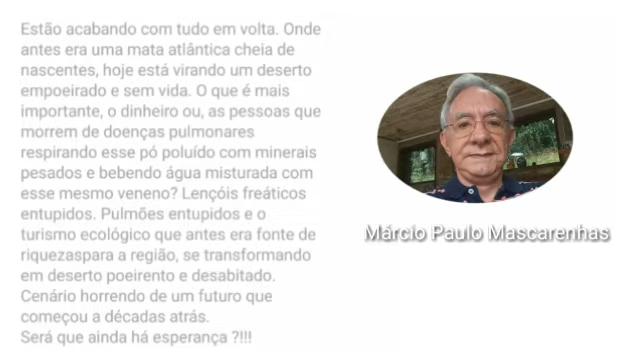 Estão acabando com tudo em volta. Onde
antes era uma mata atlântica cheia de
nascentes, hoje está virando um deserto
empoeirado e sem vida. O que é mais
importante, o dinheiro ou, as pessoas que
morrem de doenças pulmonares
respirando esse pó poluído com minerais
pesados e bebendo água misturada com
esse mesmo veneno? Lençóis freáticos
entupidos. Pulmões entupidos e o
turismo ecológico que antes era fonte de
riquezaspara a região, se transformando
em deserto poeirento e desabitado.
Cenário horrendo de um futuro que
começou a décadas atrás.
Será que ainda há esperança ?!!!
Márcio Paulo Mascarenhas